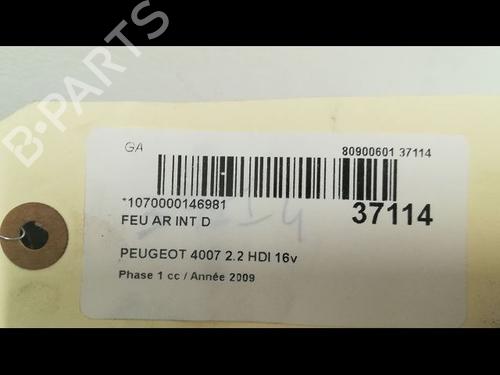 B-PARTS
GA
80900601 37114
*1070000146981
37114
FEU AR INT D
PEUGEOT 4007 2.2 HDI 16v
Phase 1 cc / Année 2009